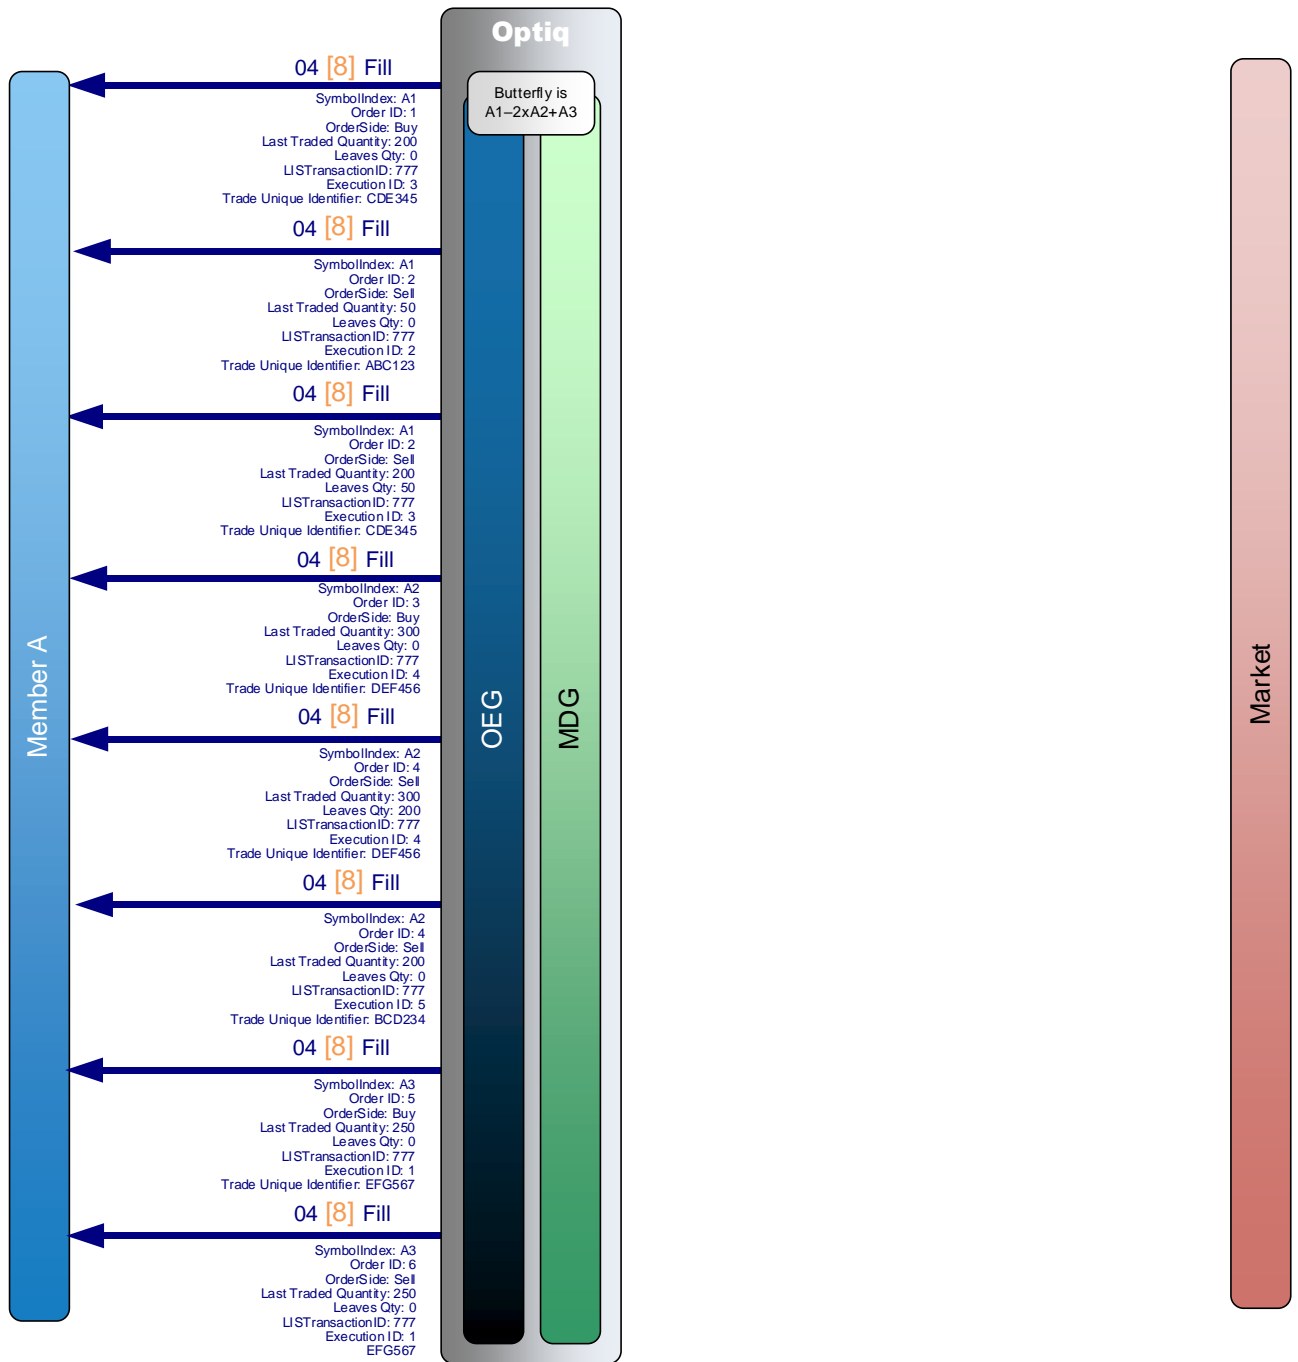 Optiq
Butterfly is
A1–2xA2+A3
Member A
OEG
MDG
Market
04 [8] Fill
SymbolIndex: A1
Order ID: 1
OrderSide: Buy
Last Traded Quantity: 200
Leaves Qty: 0
LISTransactionID: 777
Execution ID: 3
Trade Unique Identifier: CDE345
04 [8] Fill
SymbolIndex: A1
Order ID: 2
OrderSide: Sell
Last Traded Quantity: 50
Leaves Qty: 0
LISTransactionID: 777
Execution ID: 2
Trade Unique Identifier: ABC123
04 [8] Fill
SymbolIndex: A1
Order ID: 2
OrderSide: Sell
Last Traded Quantity: 200
Leaves Qty: 50
LISTransactionID: 777
Execution ID: 3
Trade Unique Identifier: CDE345
04 [8] Fill
SymbolIndex: A2
Order ID: 3
OrderSide: Buy
Last Traded Quantity: 300
Leaves Qty: 0
LISTransactionID: 777
Execution ID: 4
Trade Unique Identifier: DEF456
04 [8] Fill
SymbolIndex: A2
Order ID: 4
OrderSide: Sell
Last Traded Quantity: 300
Leaves Qty: 200
LISTransactionID: 777
Execution ID: 4
Trade Unique Identifier: DEF456
04 [8] Fill
SymbolIndex: A2
Order ID: 4
OrderSide: Sell
Last Traded Quantity: 200
Leaves Qty: 0
LISTransactionID: 777
Execution ID: 5
Trade Unique Identifier: BCD234
04 [8] Fill
SymbolIndex: A3
Order ID: 5
OrderSide: Buy
Last Traded Quantity: 250
Leaves Qty: 0
LISTransactionID: 777
Execution ID: 1
Trade Unique Identifier: EFG567
04 [8] Fill
SymbolIndex: A3
Order ID: 6
OrderSide: Sell
Last Traded Quantity: 250
Leaves Qty: 0
LISTransactionID: 777
Execution ID: 1
EFG567